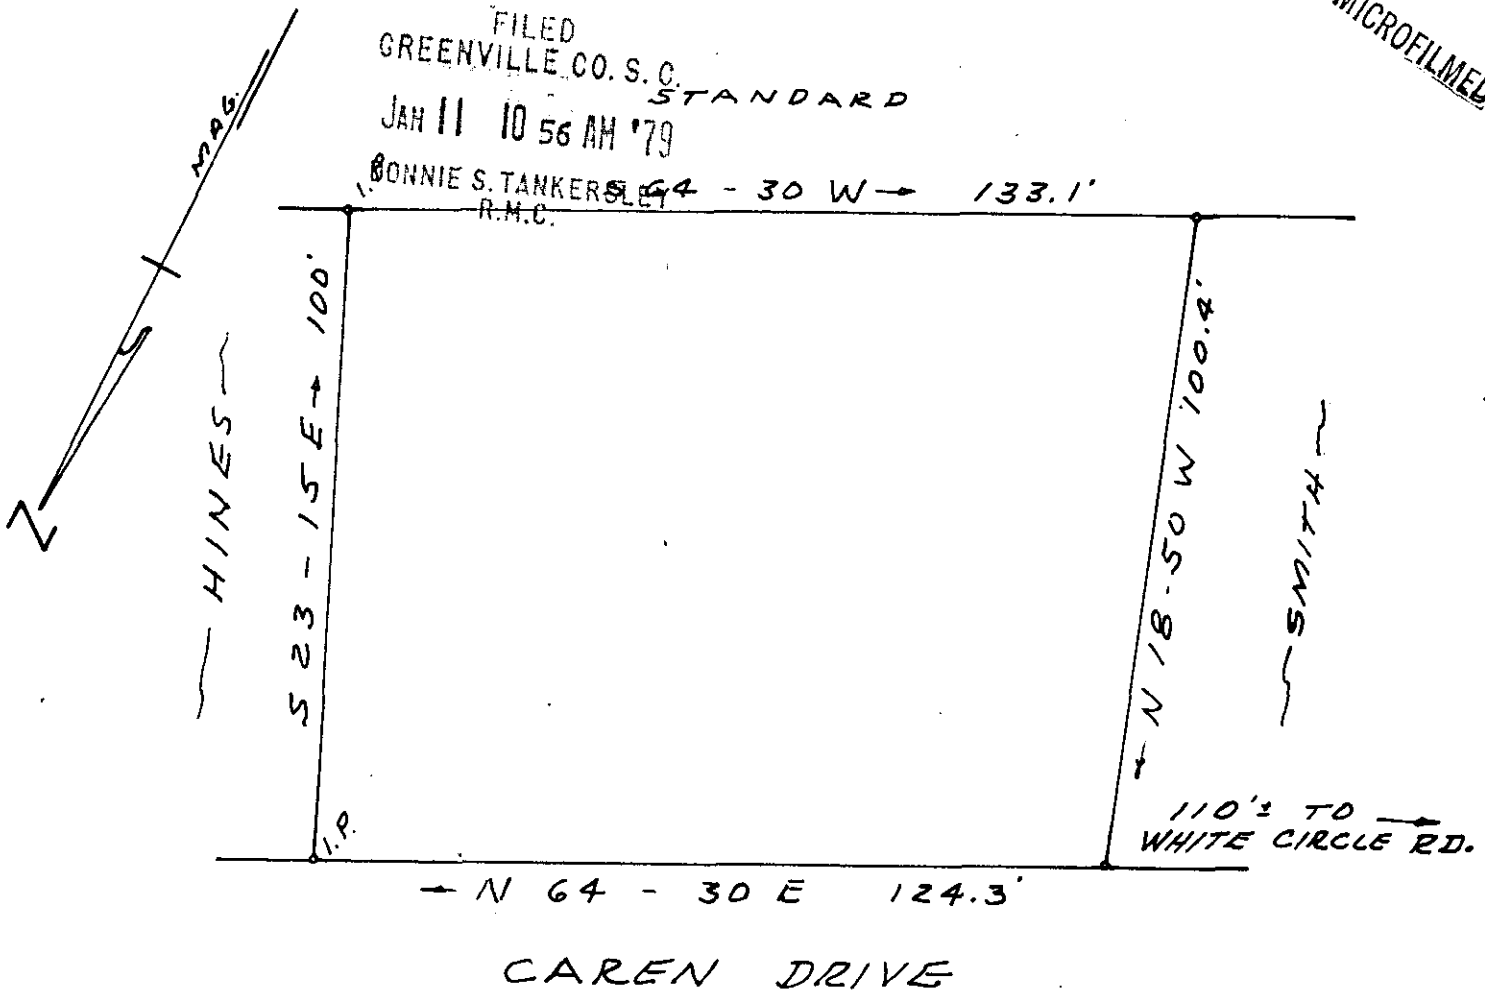 FILED
GREENVILLE CO. S. C.
JAN 11 10 56 AM '79
BONNIE S. TANKERSLEY
R.M.C.
MICROFILMED
STANDARD
MAG.
N
I.P.
S 64 - 30 W → 133.1'
S 23 - 15 E → 100'
HINES
← N 18 - 50 W 100.4'
SMITH
110'± TO →
WHITE CIRCLE RD.
I.P.
← N 64 - 30 E 124.3'
CAREN DRIVE